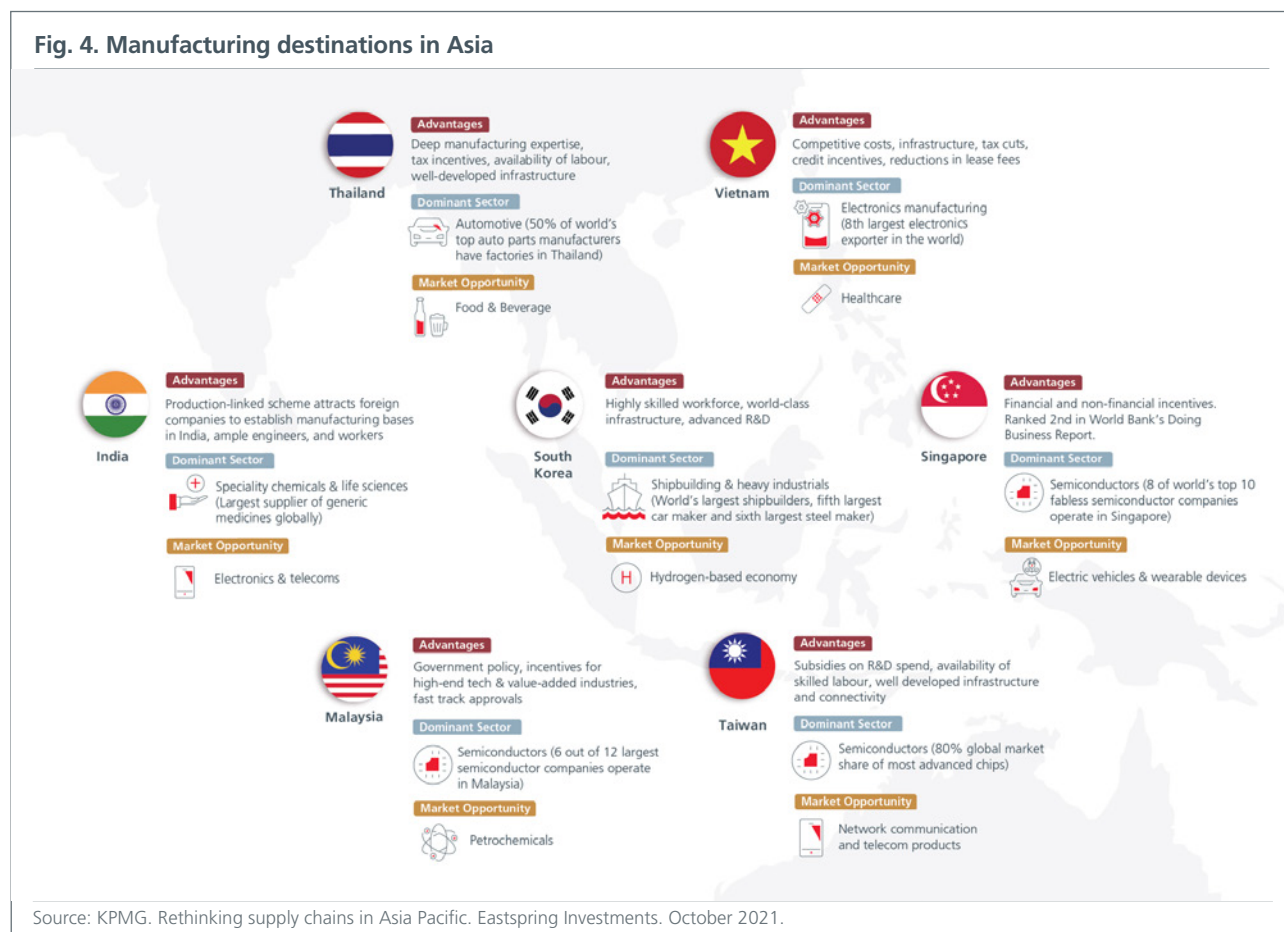 Fig. 4. Manufacturing destinations in Asia
Thailand
Advantages
Deep manufacturing expertise,
tax incentives, availability of labour,
well-developed infrastructure
Dominant Sector
Automotive (50% of world's
top auto parts manufacturers
have factories in Thailand)
Market Opportunity
Food & Beverage
Vietnam
Advantages
Competitive costs, infrastructure, tax cuts,
credit incentives, reductions in lease fees
Dominant Sector
Electronics manufacturing
(8th largest electronics
exporter in the world)
Market Opportunity
Healthcare
India
Advantages
Production-linked scheme attracts foreign
companies to establish manufacturing bases
in India, ample engineers, and workers
Dominant Sector
Speciality chemicals & life sciences
(Largest supplier of generic
medicines globally)
Market Opportunity
Electronics & telecoms
South
Korea
Advantages
Highly skilled workforce, world-class
infrastructure, advanced R&D
Dominant Sector
Shipbuilding & heavy industrials
(World's largest shipbuilders, fifth largest
car maker and sixth largest steel maker)
Market Opportunity
H
Hydrogen-based economy
Singapore
Advantages
Financial and non-financial incentives.
Ranked 2nd in World Bank's Doing
Business Report.
Dominant Sector
Semiconductors (8 of world's top 10
fabless semiconductor companies
operate in Singapore)
Market Opportunity
Electric vehicles & wearable devices
Malaysia
Advantages
Government policy, incentives for
high-end tech & value-added industries,
fast track approvals
Dominant Sector
Semiconductors (6 out of 12 largest
semiconductor companies operate
in Malaysia)
Market Opportunity
Petrochemicals
Taiwan
Advantages
Subsidies on R&D spend, availability of
skilled labour, well developed infrastructure
and connectivity
Dominant Sector
Semiconductors (80% global market
share of most advanced chips)
Market Opportunity
Network communication
and telecom products
Source: KPMG. Rethinking supply chains in Asia Pacific. Eastspring Investments. October 2021.